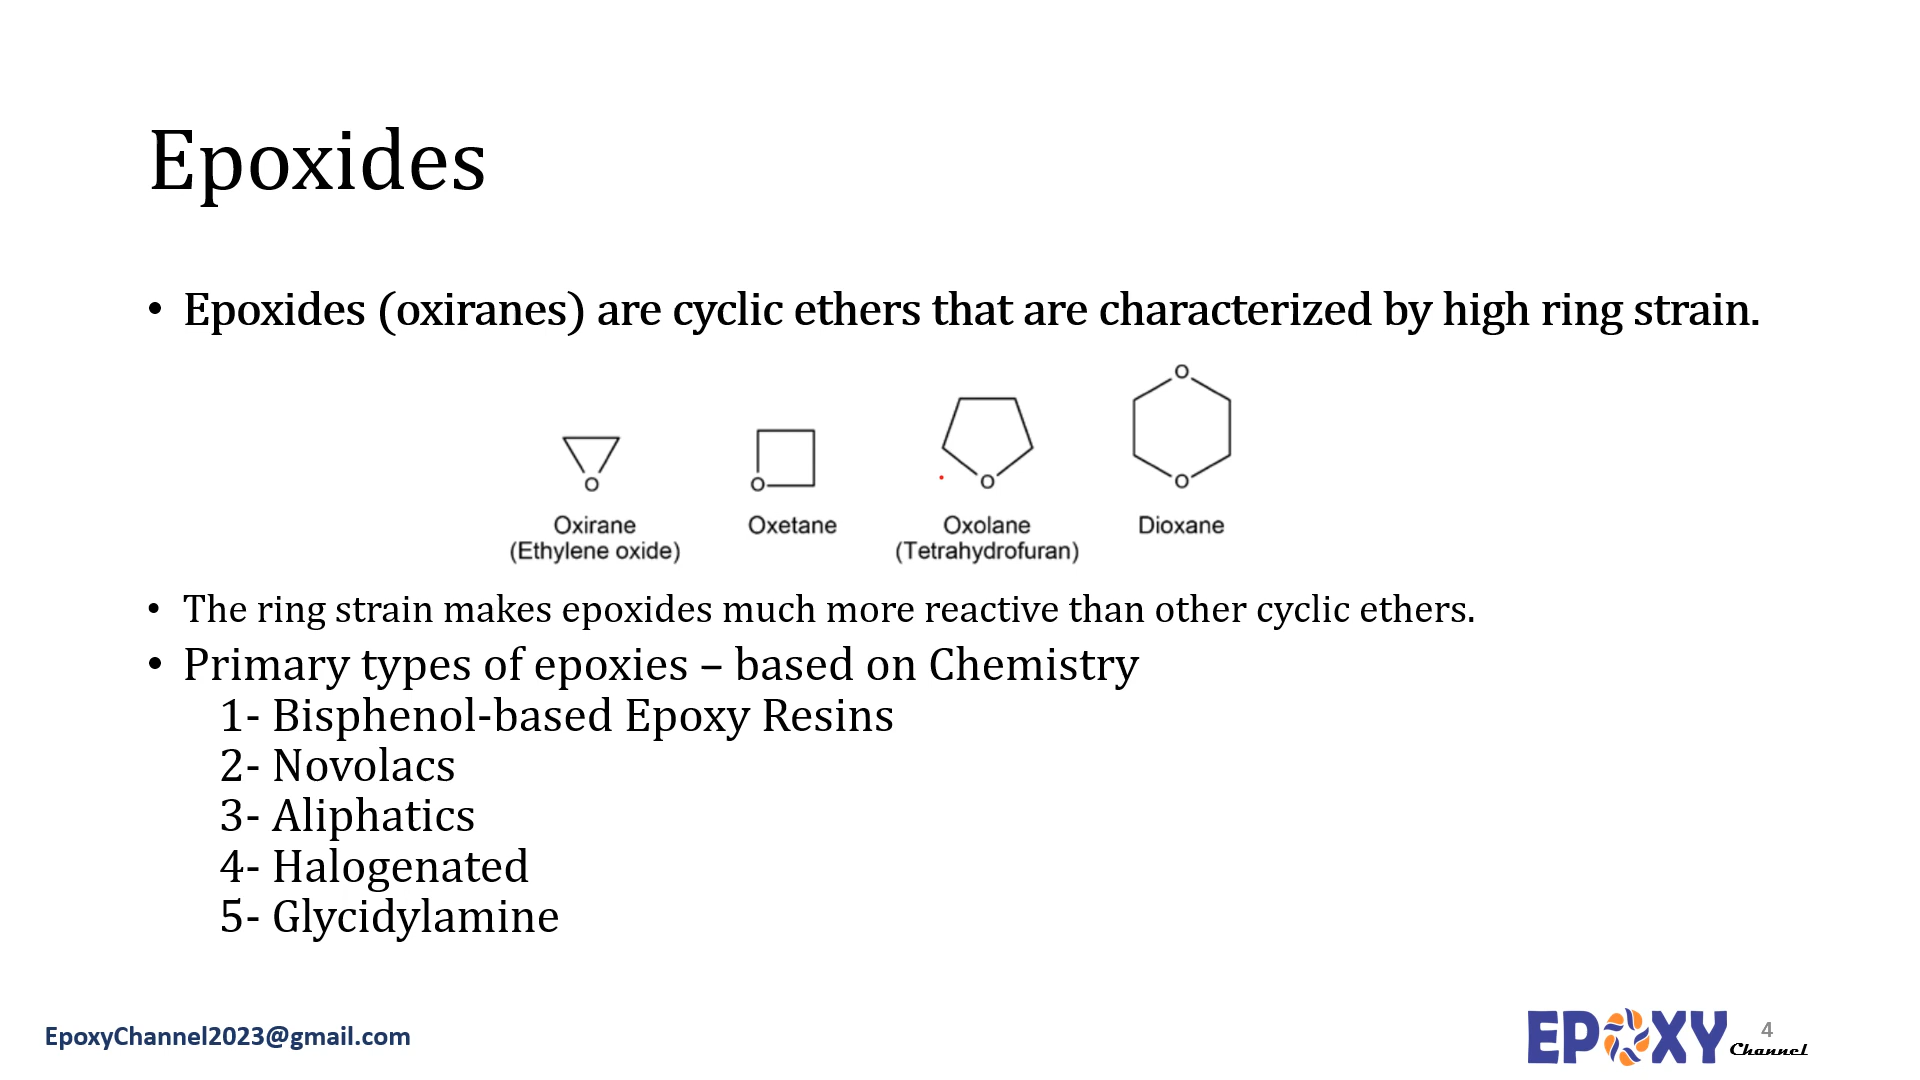 Epoxides
• Epoxides (oxiranes) are cyclic ethers that are characterized by high ring strain.
O
O
O
O
O
Oxirane
(Ethylene oxide)
Oxetane
Oxolane
(Tetrahydrofuran)
Dioxane
• The ring strain makes epoxides much more reactive than other cyclic ethers.
• Primary types of epoxies – based on Chemistry
1- Bisphenol-based Epoxy Resins
2- Novolacs
3- Aliphatics
4- Halogenated
5- Glycidylamine
EpoxyChannel2023@gmail.com
EPOXY
Channel
4